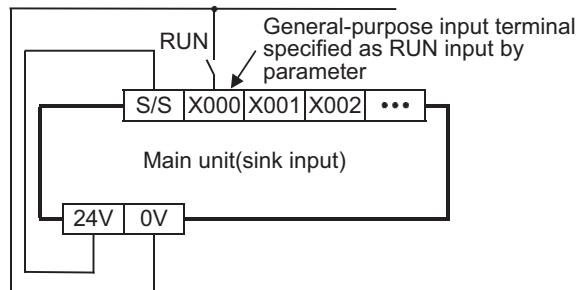 RUN
General-purpose input terminal
specified as RUN input by
parameter
S/S X000 X001 X002 •••
Main unit(sink input)
24V 0V